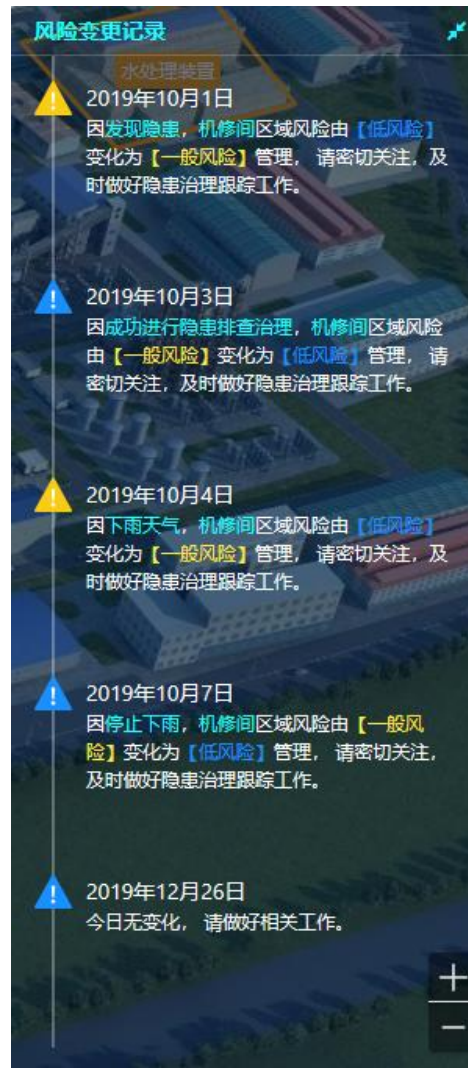 风险变更记录
水处理装置
2019年10月1日
因发现隐患，机修间区域风险由【低风险】
变化为【一般风险】管理， 请密切关注，及
时做好隐患治理跟踪工作。
2019年10月3日
因成功进行隐患排查治理，机修间区域风险
由【一般风险】变化为【低风险】管理， 请
密切关注，及时做好隐患治理跟踪工作。
2019年10月4日
因下雨天气，机修间区域风险由【低风险】
变化为【一般风险】管理， 请密切关注，及
时做好隐患治理跟踪工作。
2019年10月7日
因停止下雨，机修间区域风险由【一般风
险】变化为【低风险】管理， 请密切关注，
及时做好隐患治理跟踪工作。
2019年12月26日
今日无变化， 请做好相关工作。